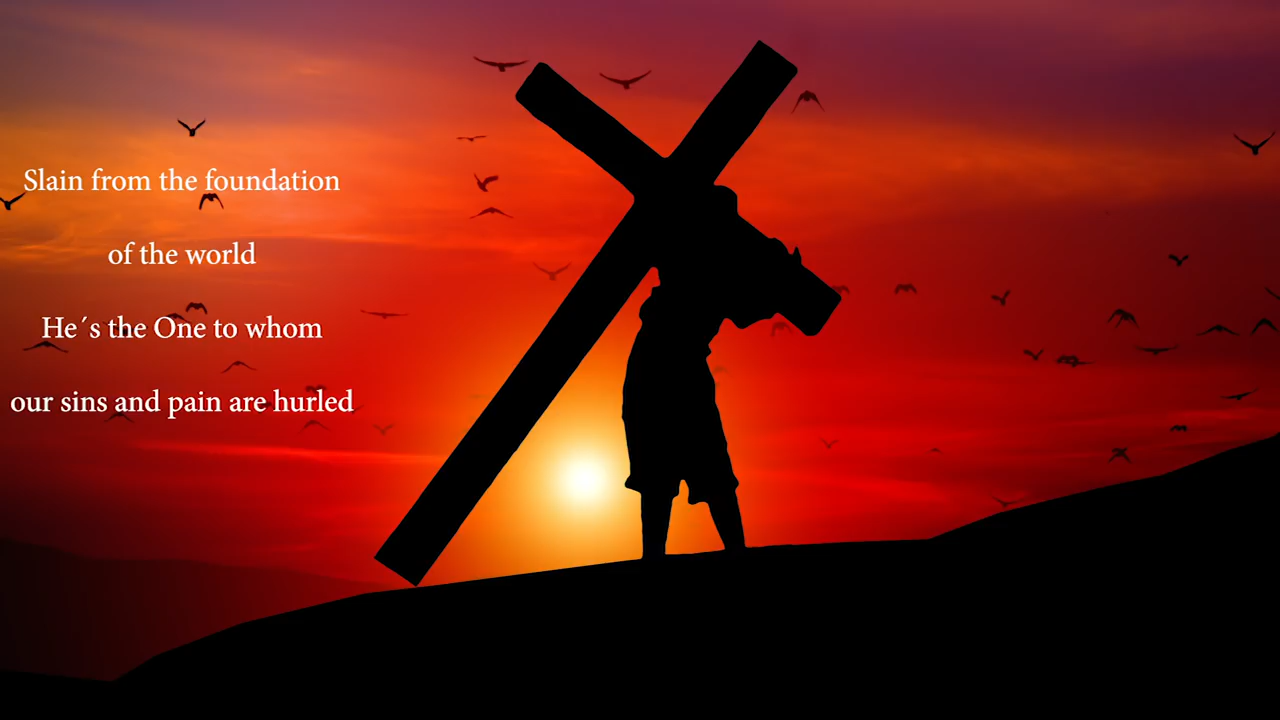 Slain from the foundation
of the world
He´s the One to whom
our sins and pain are hurled